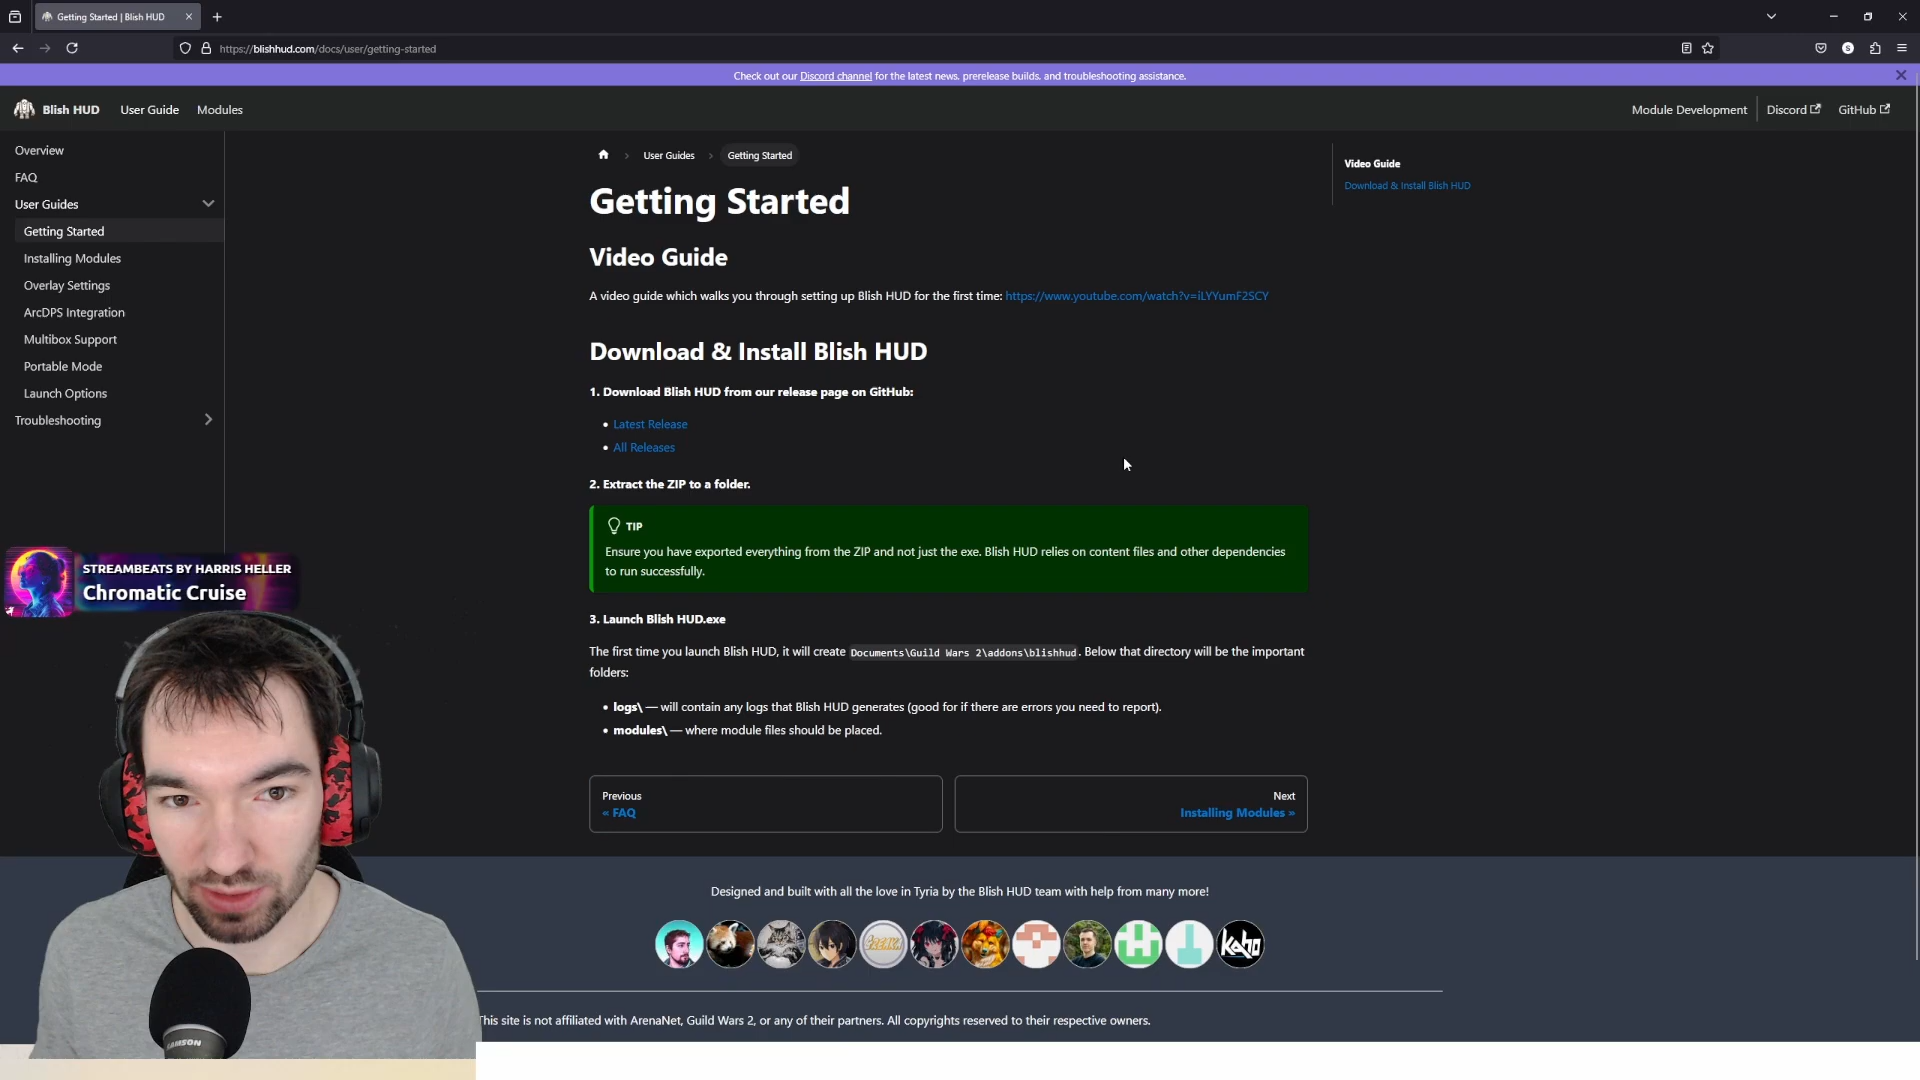 Getting Started | Blish HUD
https://blishhud.com/docs/user/getting-started
Check out our Discord channel for the latest news, prerelease builds, and troubleshooting assistance.
Blish HUD
User Guide
Modules
Module Development
Discord
GitHub
Overview
FAQ
User Guides
Getting Started
Installing Modules
Overlay Settings
ArcDPS Integration
Multibox Support
Portable Mode
Launch Options
Troubleshooting
User Guides
Getting Started
Getting Started
Video Guide
A video guide which walks you through setting up Blish HUD for the first time: https://www.youtube.com/watch?v=iLYYumF2SCY
Download & Install Blish HUD
1. Download Blish HUD from our release page on GitHub:
• Latest Release
• All Releases
2. Extract the ZIP to a folder.
TIP
Ensure you have exported everything from the ZIP and not just the exe. Blish HUD relies on content files and other dependencies
to run successfully.
3. Launch Blish HUD.exe
The first time you launch Blish HUD, it will create Documents\Guild Wars 2\addons\blishhud. Below that directory will be the important
folders:
• logs\ — will contain any logs that Blish HUD generates (good for if there are errors you need to report).
• modules\ — where module files should be placed.
Previous
« FAQ
Next
Installing Modules »
Video Guide
Download & Install Blish HUD
STREAMBEATS BY HARRIS HELLER
Chromatic Cruise
Designed and built with all the love in Tyria by the Blish HUD team with help from many more!
FREAKH
kaho
This site is not affiliated with ArenaNet, Guild Wars 2, or any of their partners. All copyrights reserved to their respective owners.
SAMSON